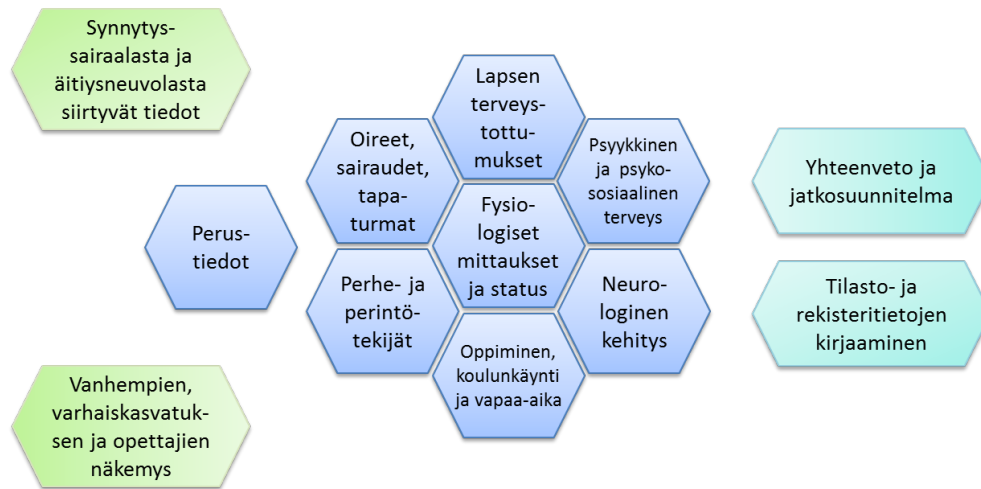 Synnytys-
sairaalasta ja
äitiysneuvolasta
siirtyvät tiedot
Perus-
tiedot
Vanhempien,
varhaiskasvatuk-
sen ja opettajien
näkemys
Lapsen
terveys-
tottu-
mukset
Oireet,
sairaudet,
tapa-
turmat
Psyykkinen
ja psyko-
sosiaalinen
terveys
Fysio-
logiset
mittaukset
ja status
Perhe- ja
perintö-
tekijät
Neuro-
loginen
kehitys
Oppiminen,
koulunkäynti
ja vapaa-aika
Yhteenveto ja
jatkosuunnitelma
Tilasto- ja
rekisteritietojen
kirjaaminen